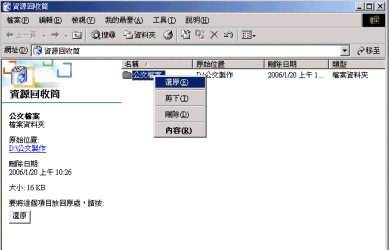 資源回收筒
檔案(F) 編輯(E) 檢視(V) 我的最愛(A) 工具(T) 說明(H)
上一頁 搜尋 資料夾
網址(D) 資源回收筒 移至
名稱 原始位置 刪除日期 類型
公文檔案 D:\公文製作 2006/1/20 上午 1... 檔案資料夾
還原(E)
剪下(T)
刪除(D)
內容(R)
資源回收筒
公文檔案
檔案資料夾
原始位置:
D:\公文製作
刪除日期:
2006/1/20 上午 10:26
大小: 16 KB
要將這個項目放回原處，請按:
還原